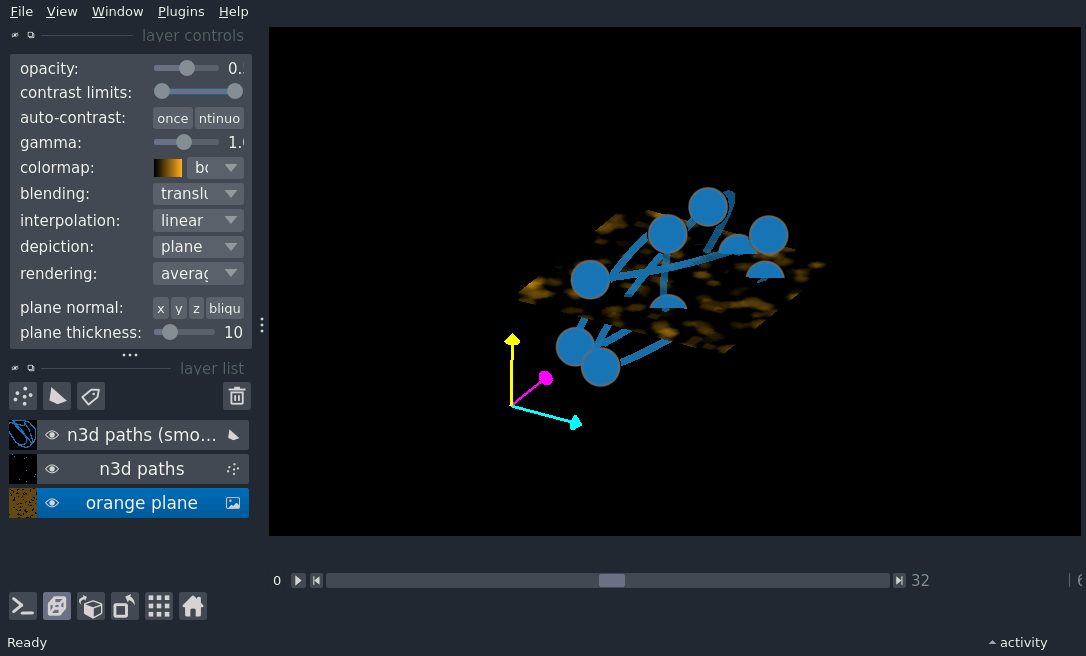 File View Window Plugins Help
layer controls
opacity: 0.
contrast limits:
auto-contrast: once ntinuo
gamma: 1.
colormap: bo
blending: translu
interpolation: linear
depiction: plane
rendering: averag
plane normal: x y z bliqu
plane thickness: 10
layer list
n3d paths (smo...
n3d paths
orange plane
0 32
Ready activity